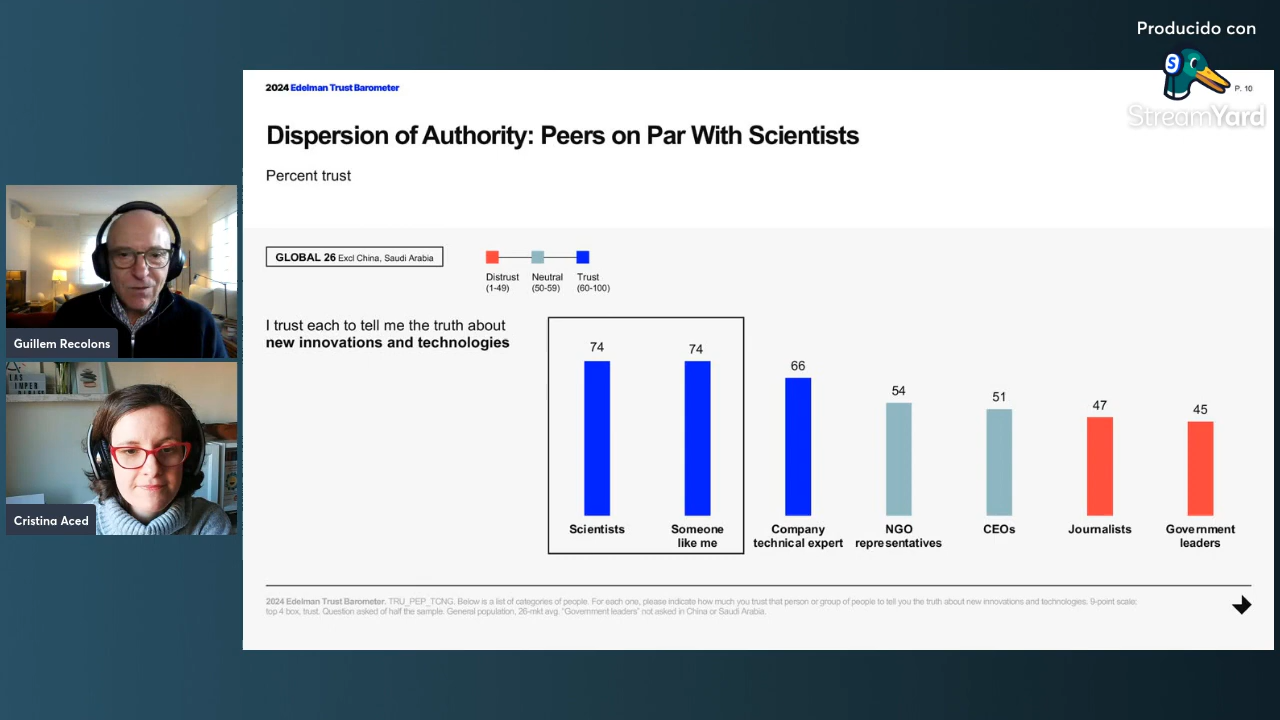 Producido con
StreamYard
2024 Edelman Trust Barometer
P. 10
Dispersion of Authority: Peers on Par With Scientists
Percent trust
GLOBAL 26 Excl China, Saudi Arabia
Distrust
(1-49)
Neutral
(50-59)
Trust
(60-100)
I trust each to tell me the truth about
new innovations and technologies
74
74
66
54
51
47
45
Scientists
Someone
like me
Company
technical expert
NGO
representatives
CEOs
Journalists
Government
leaders
2024 Edelman Trust Barometer. TRU_PEP_TCNG. Below is a list of categories of people. For each one, please indicate how much you trust that person or group of people to tell you the truth about new innovations and technologies. 9-point scale;
top 4 box, trust. Question asked of half the sample. General population, 26-mkt avg. "Government leaders" not asked in China or Saudi Arabia.
Guillem Recolons
Cristina Aced